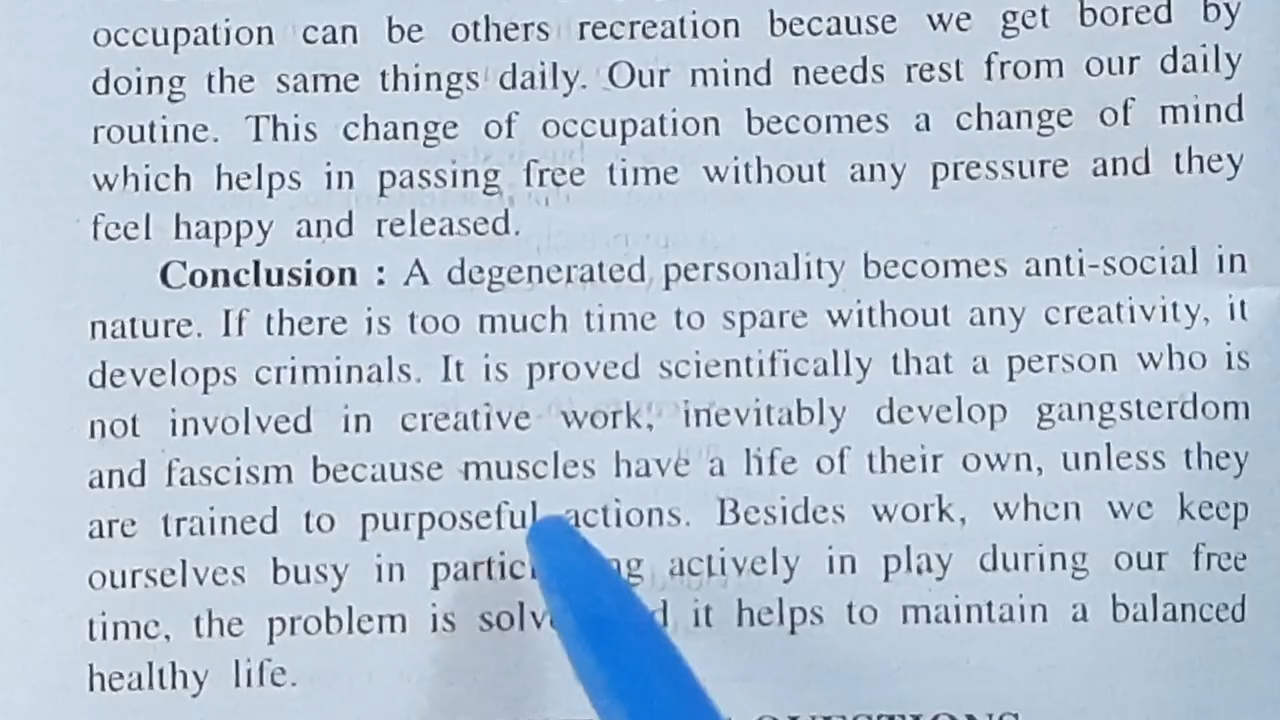 occupation can be others recreation because we get bored by
doing the same things daily. Our mind needs rest from our daily
routine. This change of occupation becomes a change of mind
which helps in passing free time without any pressure and they
feel happy and released.
Conclusion : A degenerated personality becomes anti-social in
nature. If there is too much time to spare without any creativity, it
develops criminals. It is proved scientifically that a person who is
not involved in creative work, inevitably develop gangsterdom
and fascism because muscles have a life of their own, unless they
are trained to purposeful actions. Besides work, when we keep
ourselves busy in actively in play during our free
time, the problem is it helps to maintain a balanced
healthy life.
QUESTIONS